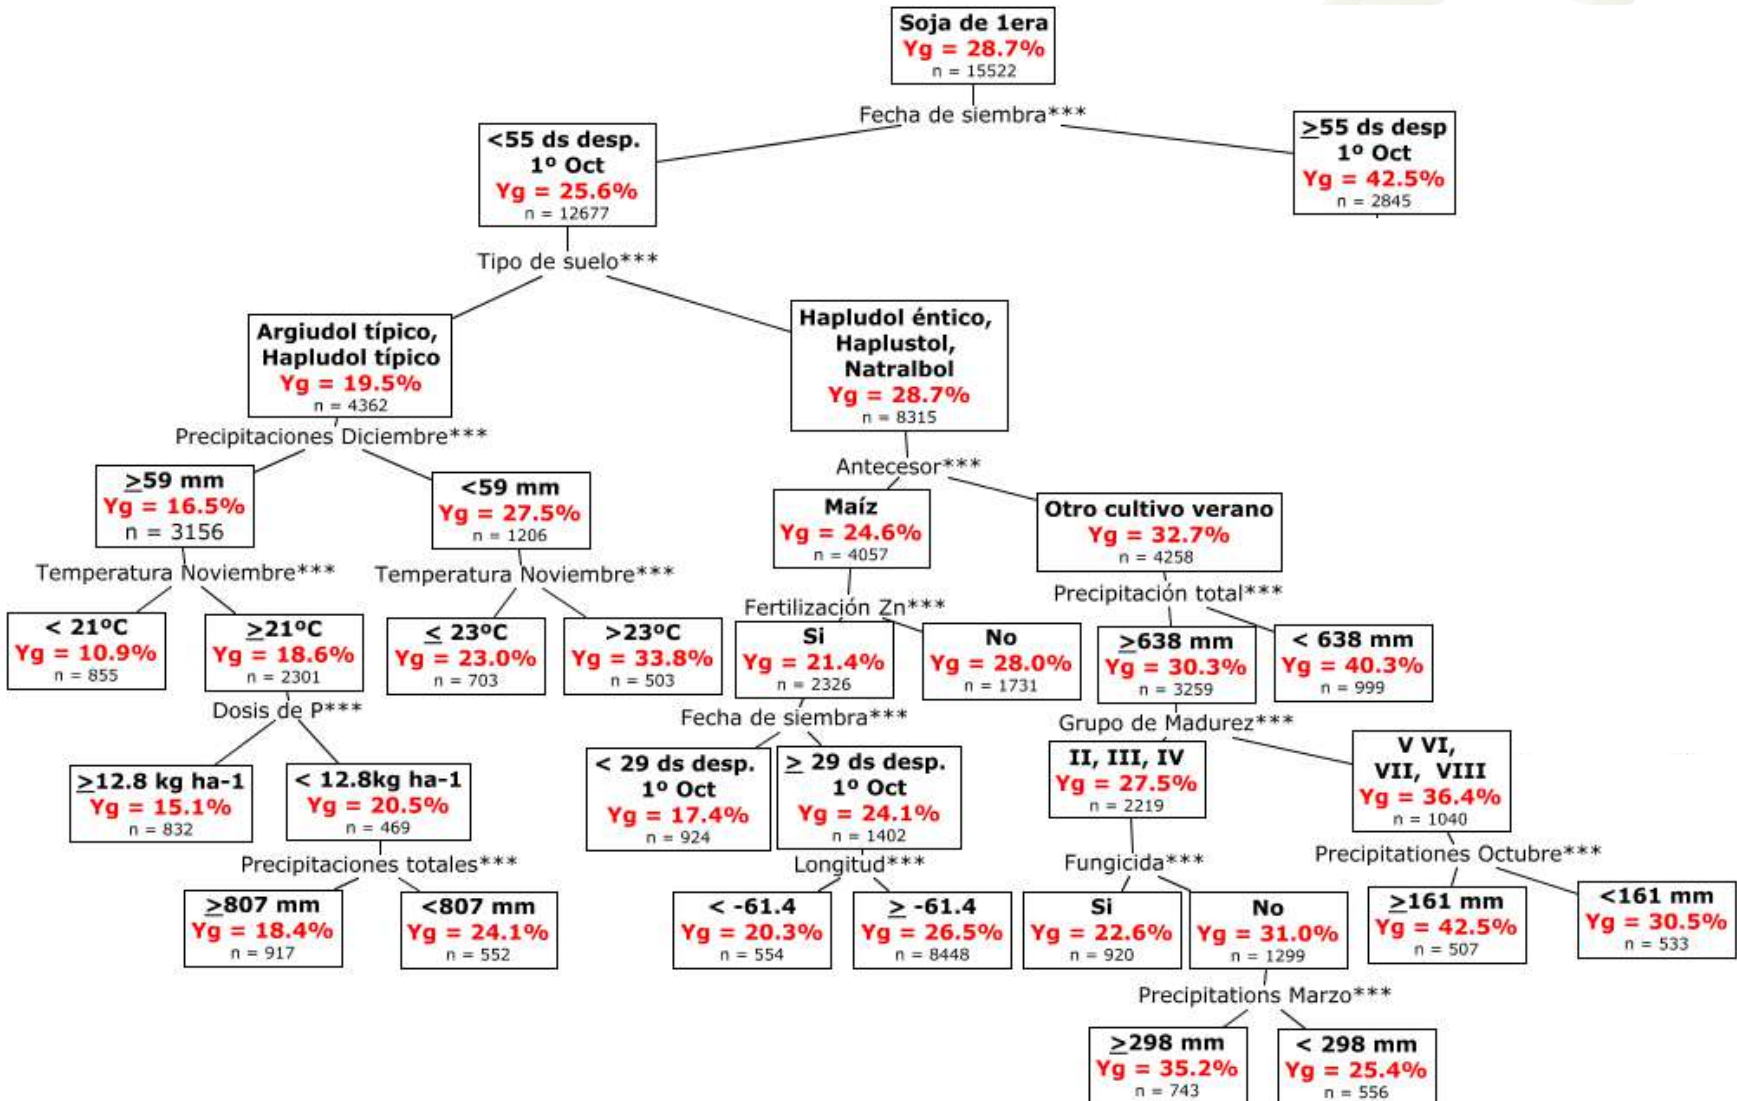 Soja de 1era
Yg = 28.7%
n = 15522
Fecha de siembra***
<55 ds desp.
1º Oct
Yg = 25.6%
n = 12677
≥55 ds desp
1º Oct
Yg = 42.5%
n = 2845
Tipo de suelo***
Argiudol típico,
Hapludol típico
Yg = 19.5%
n = 4362
Hapludol éntico,
Haplustol,
Natralbol
Yg = 28.7%
n = 8315
Precipitaciones Diciembre***
Antecesor***
≥59 mm
Yg = 16.5%
n = 3156
<59 mm
Yg = 27.5%
n = 1206
Maíz
Yg = 24.6%
n = 4057
Otro cultivo verano
Yg = 32.7%
n = 4258
Temperatura Noviembre***
Temperatura Noviembre***
Fertilización Zn***
Precipitación total***
< 21ºC
Yg = 10.9%
n = 855
≥21ºC
Yg = 18.6%
n = 2301
≤ 23ºC
Yg = 23.0%
n = 703
>23ºC
Yg = 33.8%
n = 503
Si
Yg = 21.4%
n = 2326
No
Yg = 28.0%
n = 1731
≥638 mm
Yg = 30.3%
n = 3259
< 638 mm
Yg = 40.3%
n = 999
Dosis de P***
Fecha de siembra***
Grupo de Madurez***
≥12.8 kg ha-1
Yg = 15.1%
n = 832
< 12.8kg ha-1
Yg = 20.5%
n = 469
< 29 ds desp.
1º Oct
Yg = 17.4%
n = 924
≥ 29 ds desp.
1º Oct
Yg = 24.1%
n = 1402
II, III, IV
Yg = 27.5%
n = 2219
V VI,
VII, VIII
Yg = 36.4%
n = 1040
Precipitaciones totales***
Longitud***
Fungicida***
Precipitationes Octubre***
≥807 mm
Yg = 18.4%
n = 917
<807 mm
Yg = 24.1%
n = 552
< -61.4
Yg = 20.3%
n = 554
≥ -61.4
Yg = 26.5%
n = 8448
Si
Yg = 22.6%
n = 920
No
Yg = 31.0%
n = 1299
≥161 mm
Yg = 42.5%
n = 507
<161 mm
Yg = 30.5%
n = 533
Precipitations Marzo***
≥298 mm
Yg = 35.2%
n = 743
< 298 mm
Yg = 25.4%
n = 556